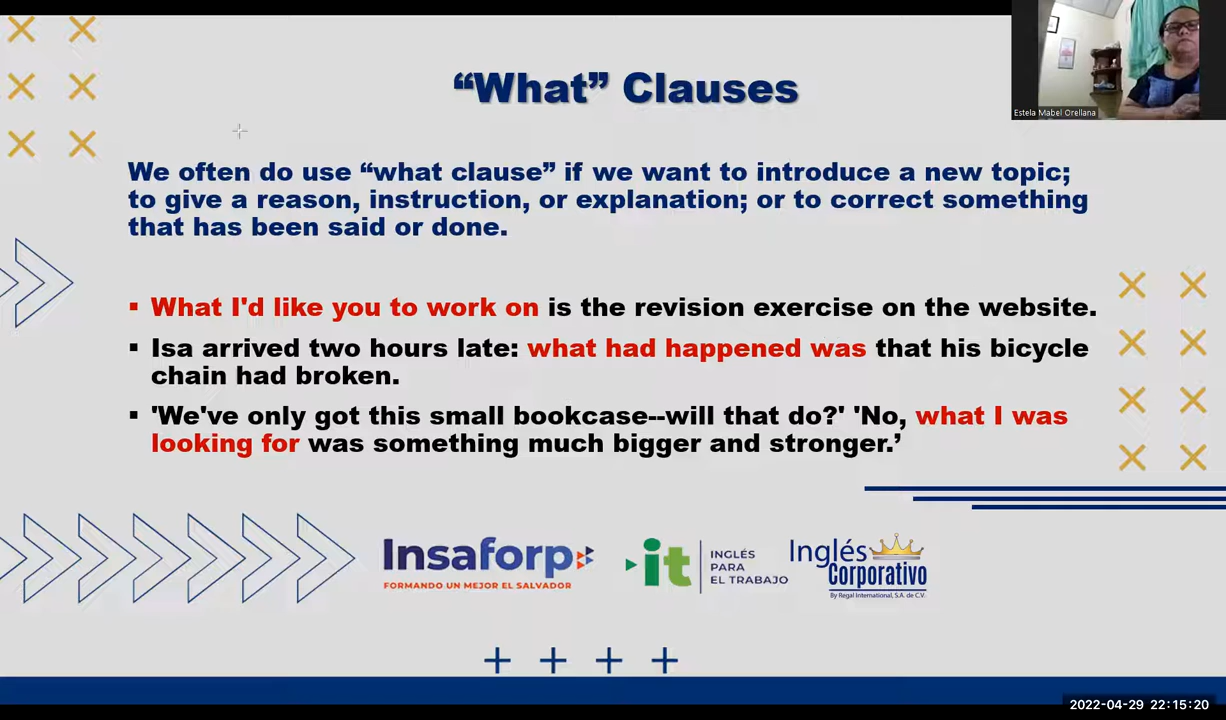 “What” Clauses
Estela Mabel Orellana
We often do use “what clause” if we want to introduce a new topic;
to give a reason, instruction, or explanation; or to correct something
that has been said or done.
▪ What I'd like you to work on is the revision exercise on the website.
▪ Isa arrived two hours late: what had happened was that his bicycle
chain had broken.
▪ 'We've only got this small bookcase--will that do?' 'No, what I was
looking for was something much bigger and stronger.’
Insaforp
FORMANDO UN MEJOR EL SALVADOR
it
INGLÉS
PARA
EL TRABAJO
Inglés
Corporativo
By Regal International, S.A. de C.V.
2022-04-29 22:15:20